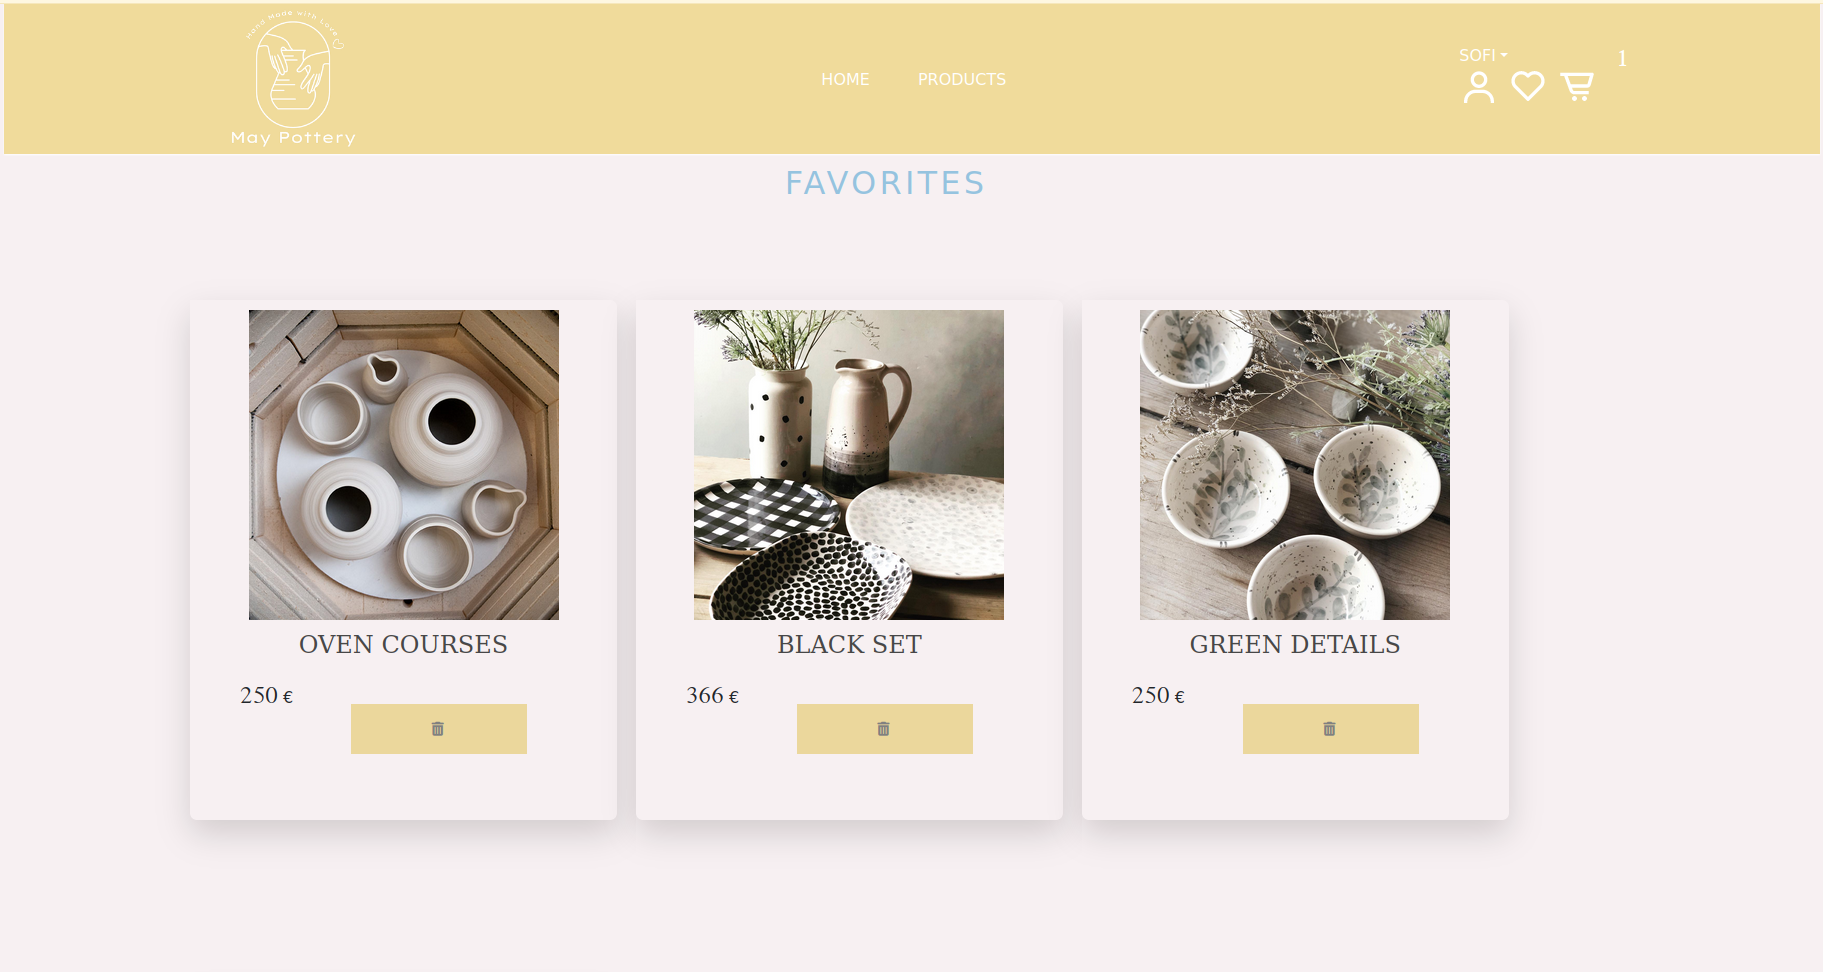 Hand Made with Love
May Pottery
HOME
PRODUCTS
SOFI
1
FAVORITES
OVEN COURSES
250 €
BLACK SET
366 €
GREEN DETAILS
250 €